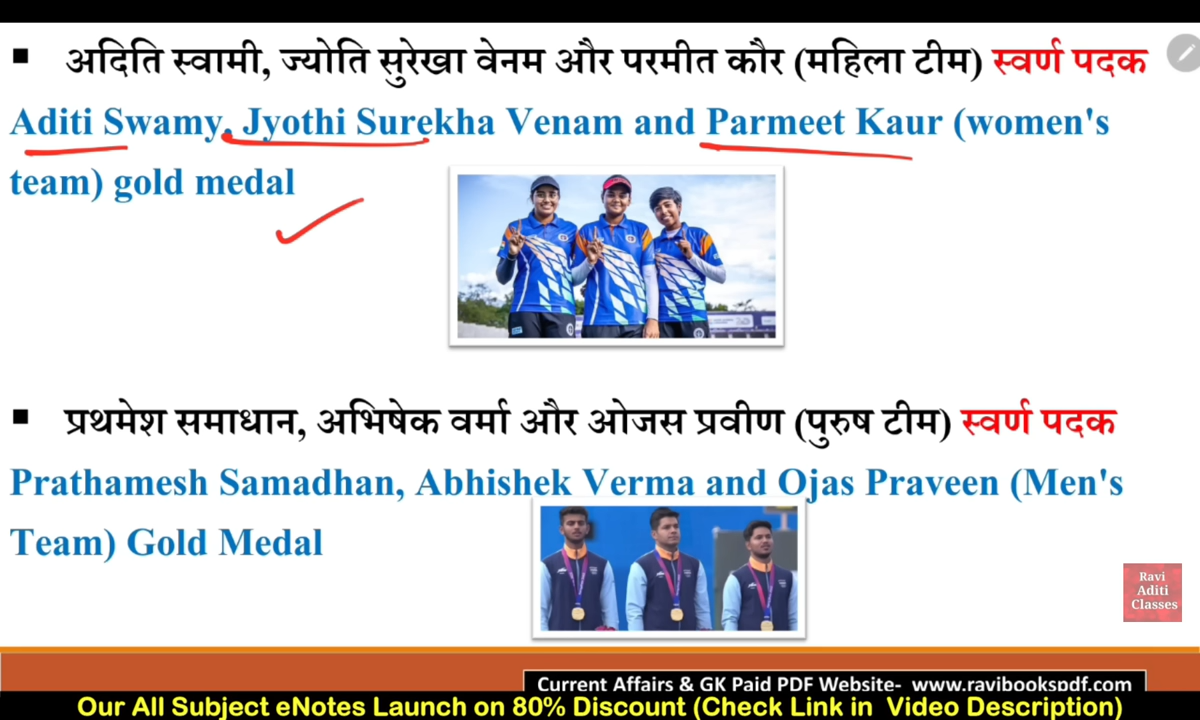 ▪ अदिति स्वामी, ज्योति सुरेखा वेनम और परमीत कौर (महिला टीम) स्वर्ण पदक
Aditi Swamy, Jyothi Surekha Venam and Parmeet Kaur (women's
team) gold medal
▪ प्रथमेश समाधान, अभिषेक वर्मा और ओजस प्रवीण (पुरुष टीम) स्वर्ण पदक
Prathamesh Samadhan, Abhishek Verma and Ojas Praveen (Men's
Team) Gold Medal
Ravi
Aditi
Classes
Current Affairs & GK Paid PDF Website- www.ravibookspdf.com
Our All Subject eNotes Launch on 80% Discount (Check Link in Video Description)